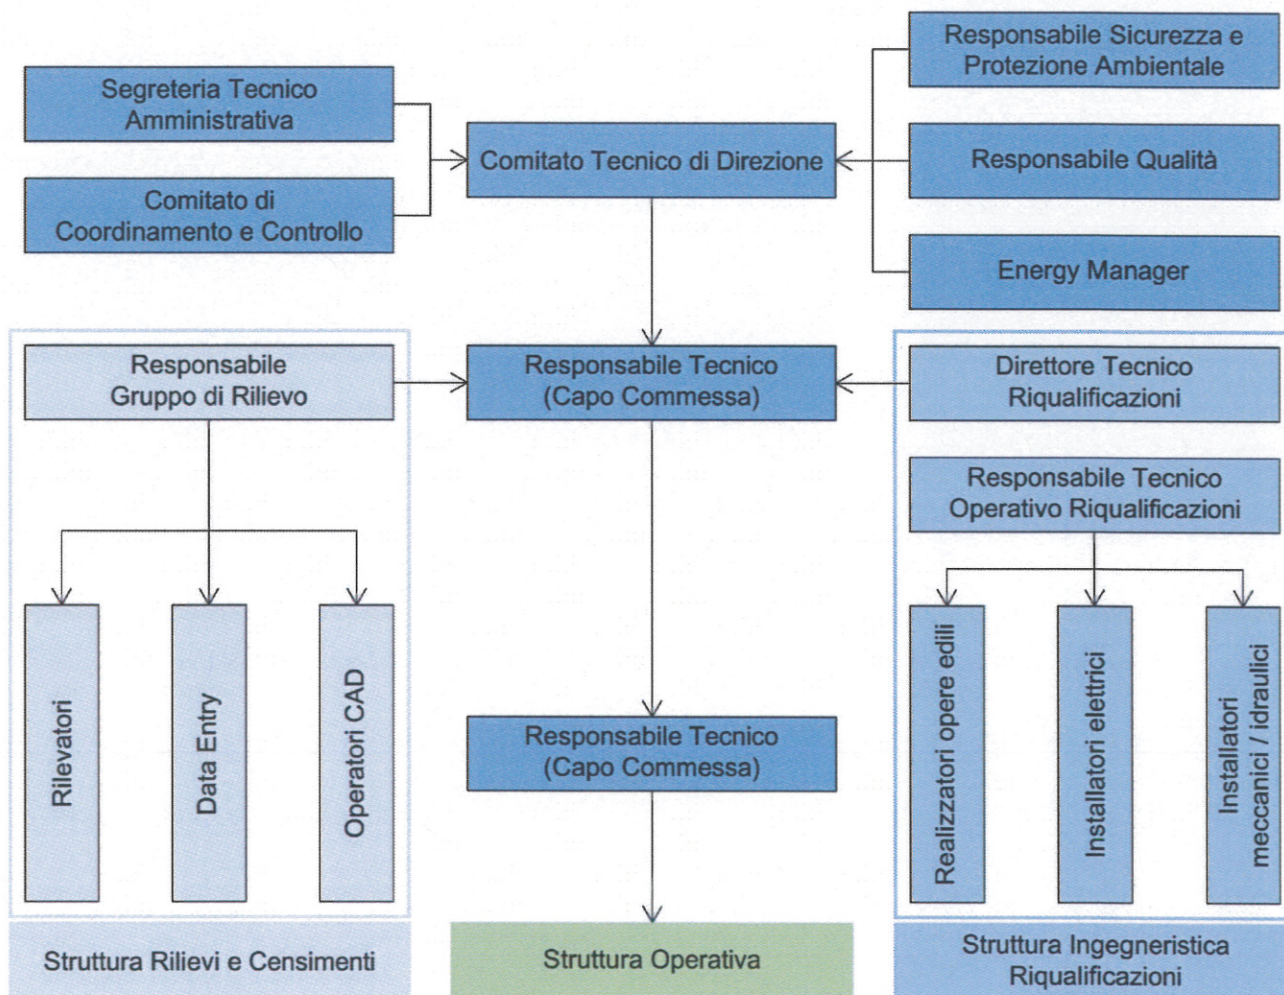 Segreteria Tecnico
Amministrativa
Comitato di
Coordinamento e Controllo
Comitato Tecnico di Direzione
Responsabile Sicurezza e
Protezione Ambientale
Responsabile Qualità
Energy Manager
Responsabile
Gruppo di Rilievo
Rilevatori
Data Entry
Operatori CAD
Struttura Rilievi e Censimenti
Responsabile Tecnico
(Capo Commessa)
Responsabile Tecnico
(Capo Commessa)
Struttura Operativa
Direttore Tecnico
Riqualificazioni
Responsabile Tecnico
Operativo Riqualificazioni
Realizzatori opere edili
Installatori elettrici
Installatori
meccanici / idraulici
Struttura Ingegneristica
Riqualificazioni